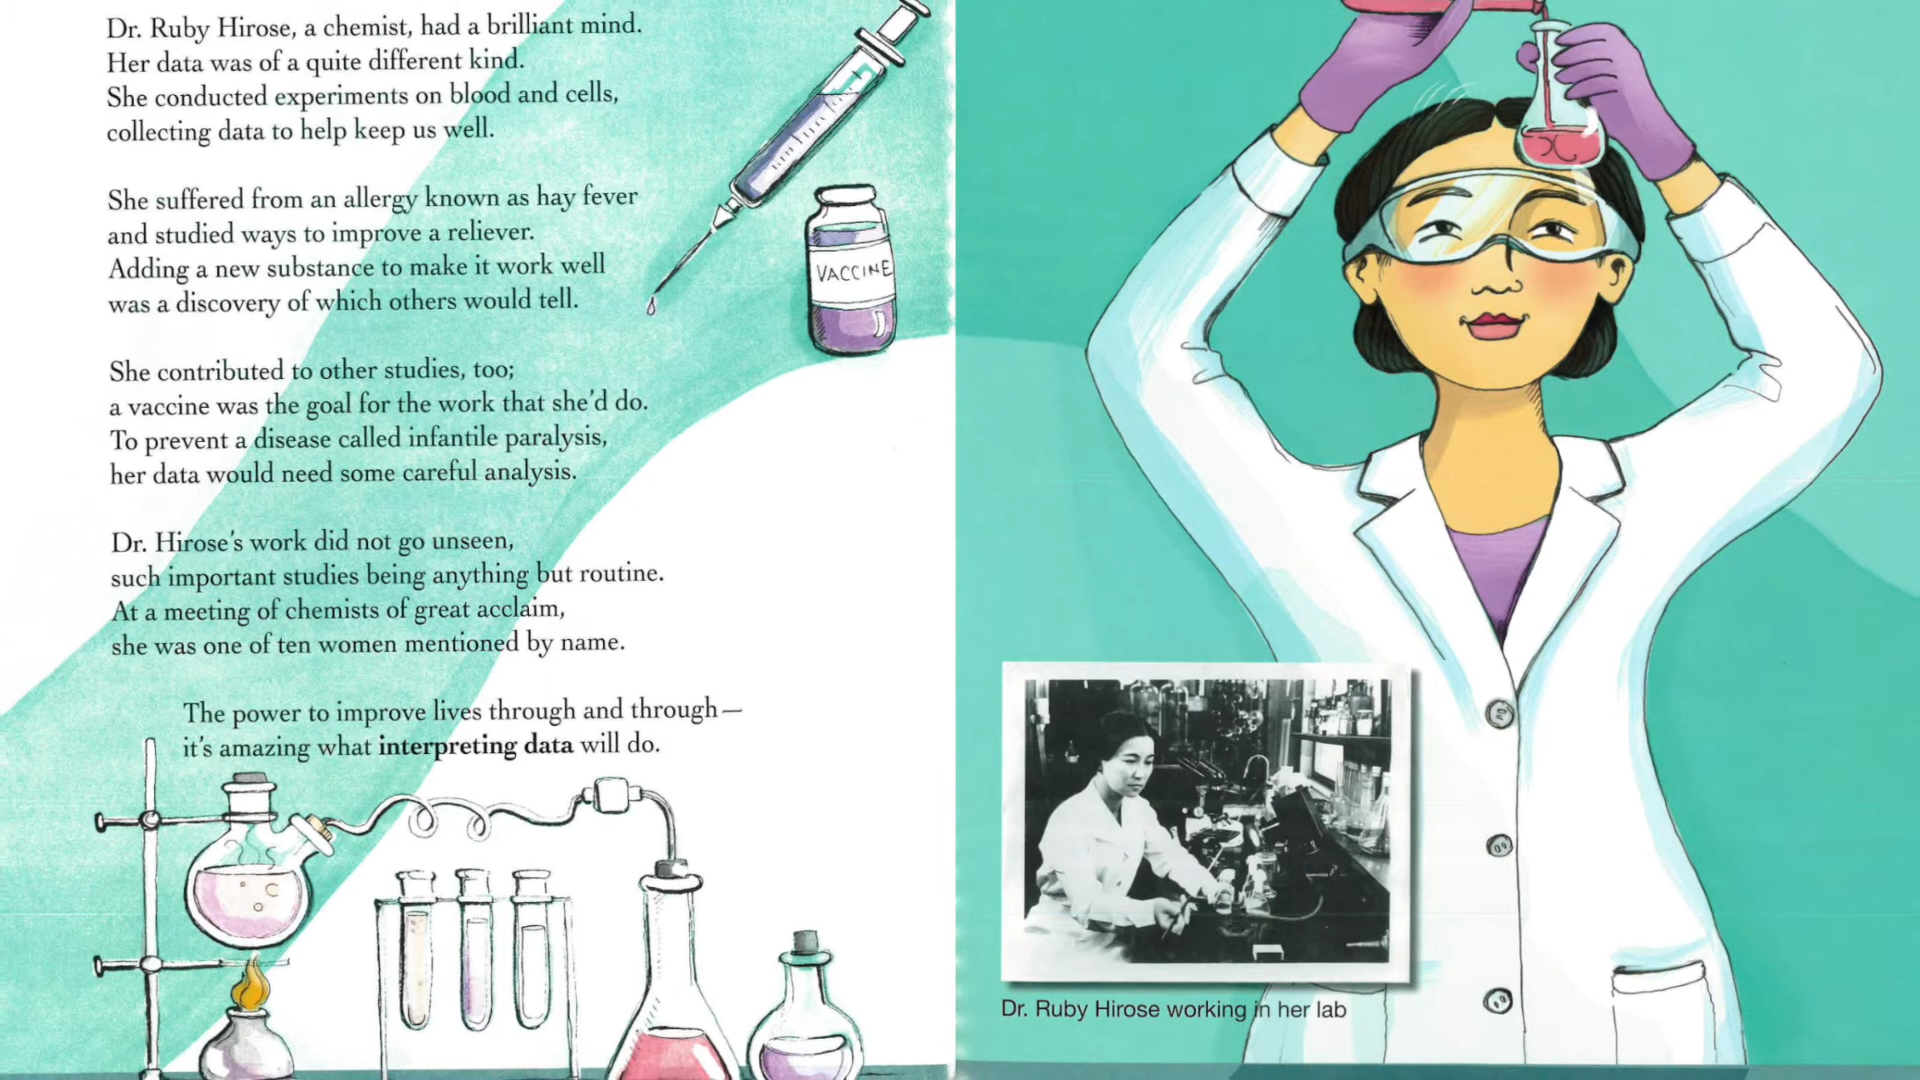 Dr. Ruby Hirose, a chemist, had a brilliant mind.
Her data was of a quite different kind.
She conducted experiments on blood and cells,
collecting data to help keep us well.
She suffered from an allergy known as hay fever
and studied ways to improve a reliever.
Adding a new substance to make it work well
was a discovery of which others would tell.
She contributed to other studies, too;
a vaccine was the goal for the work that she’d do.
To prevent a disease called infantile paralysis,
her data would need some careful analysis.
Dr. Hirose’s work did not go unseen,
such important studies being anything but routine.
At a meeting of chemists of great acclaim,
she was one of ten women mentioned by name.
The power to improve lives through and through—
it’s amazing what interpreting data will do.
VACCINE
Dr. Ruby Hirose working in her lab